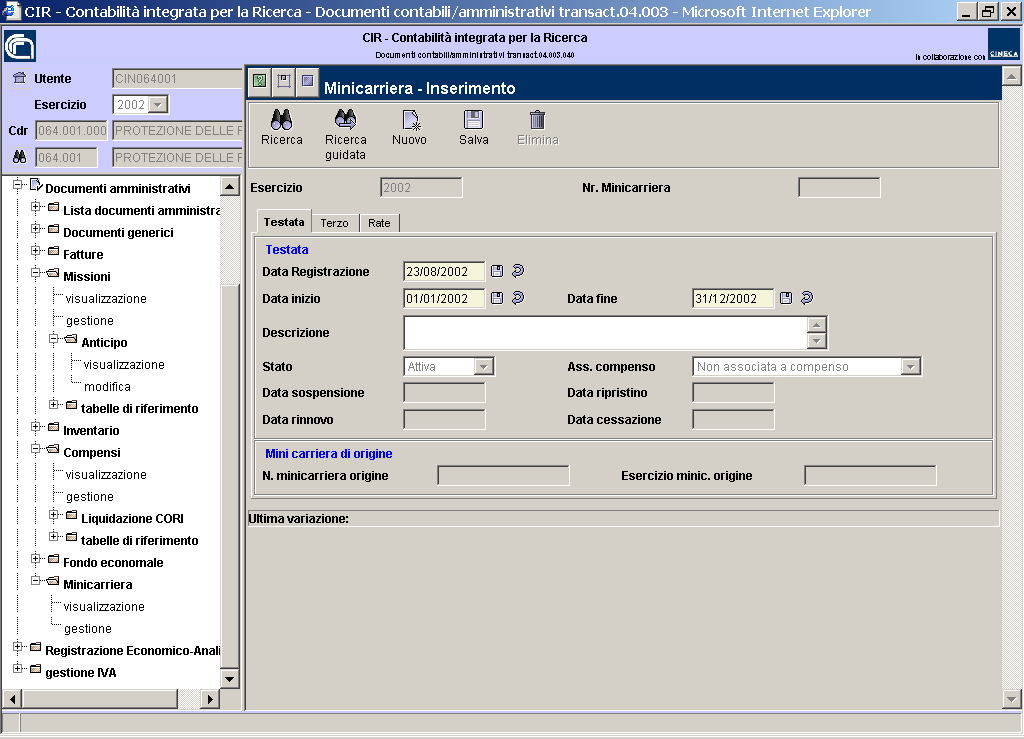 CIR - Contabilità integrata per la Ricerca - Documenti contabili/amministrativi transact.04.003 - Microsoft Internet Explorer
CIR - Contabilità integrata per la Ricerca
Documenti contabili/amministrativi transact.04.003.040
In collaborazione con CINECA
Utente CIN064001
Esercizio 2002
Cdr 064.001.000 PROTEZIONE DELLE
064.001 PROTEZIONE DELLE
Documenti amministrativi
Lista documenti amministra
Documenti generici
Fatture
Missioni
visualizzazione
gestione
Anticipo
visualizzazione
modifica
tabelle di riferimento
Inventario
Compensi
visualizzazione
gestione
Liquidazione CORI
tabelle di riferimento
Fondo economale
Minicarriera
visualizzazione
gestione
Registrazione Economico-Anali
gestione IVA
Minicarriera - Inserimento
Ricerca
Ricerca guidata
Nuovo
Salva
Elimina
Esercizio 2002 Nr. Minicarriera
Testata Terzo Rate
Testata
Data Registrazione 23/08/2002
Data inizio 01/01/2002 Data fine 31/12/2002
Descrizione
Stato Attiva Ass. compenso Non associata a compenso
Data sospensione Data ripristino
Data rinnovo Data cessazione
Mini carriera di origine
N. minicarriera origine Esercizio minic. origine
Ultima variazione: